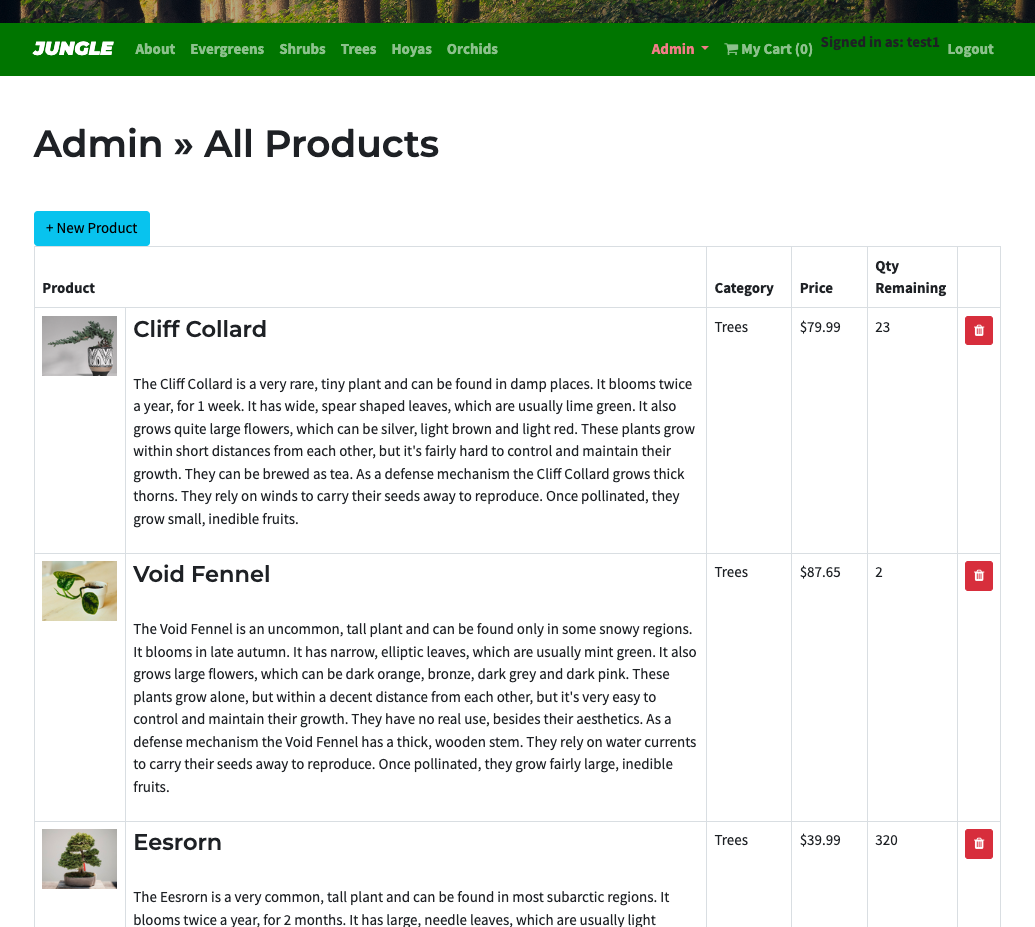 JUNGLE About Evergreens Shrubs Trees Hoyas Orchids Admin My Cart (0) Signed in as: test1 Logout
Admin » All Products
+ New Product
Product Category Price Qty Remaining
Cliff Collard Trees $79.99 23
The Cliff Collard is a very rare, tiny plant and can be found in damp places. It blooms twice
a year, for 1 week. It has wide, spear shaped leaves, which are usually lime green. It also
grows quite large flowers, which can be silver, light brown and light red. These plants grow
within short distances from each other, but it's fairly hard to control and maintain their
growth. They can be brewed as tea. As a defense mechanism the Cliff Collard grows thick
thorns. They rely on winds to carry their seeds away to reproduce. Once pollinated, they
grow small, inedible fruits.
Void Fennel Trees $87.65 2
The Void Fennel is an uncommon, tall plant and can be found only in some snowy regions.
It blooms in late autumn. It has narrow, elliptic leaves, which are usually mint green. It also
grows large flowers, which can be dark orange, bronze, dark grey and dark pink. These
plants grow alone, but within a decent distance from each other, but it's very easy to
control and maintain their growth. They have no real use, besides their aesthetics. As a
defense mechanism the Void Fennel has a thick, wooden stem. They rely on water currents
to carry their seeds away to reproduce. Once pollinated, they grow fairly large, inedible
fruits.
Eesrorn Trees $39.99 320
The Eesrorn is a very common, tall plant and can be found in most subarctic regions. It
blooms twice a year, for 2 months. It has large, needle leaves, which are usually light